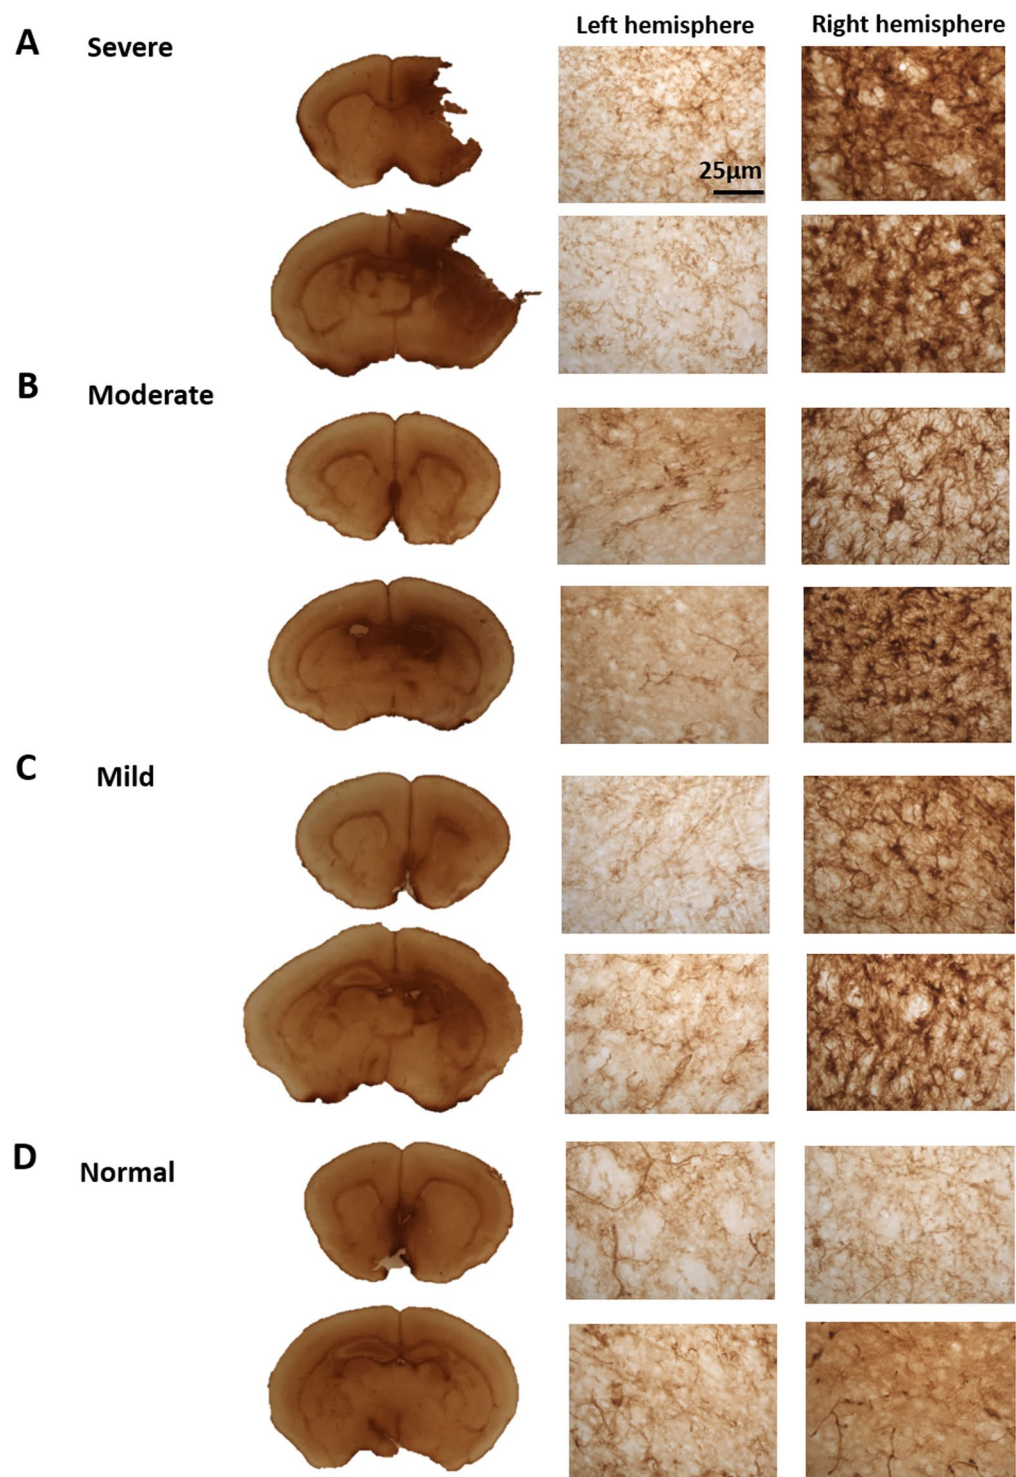 Left hemisphere
Right hemisphere
A
Severe
25μm
B
Moderate
C
Mild
D
Normal